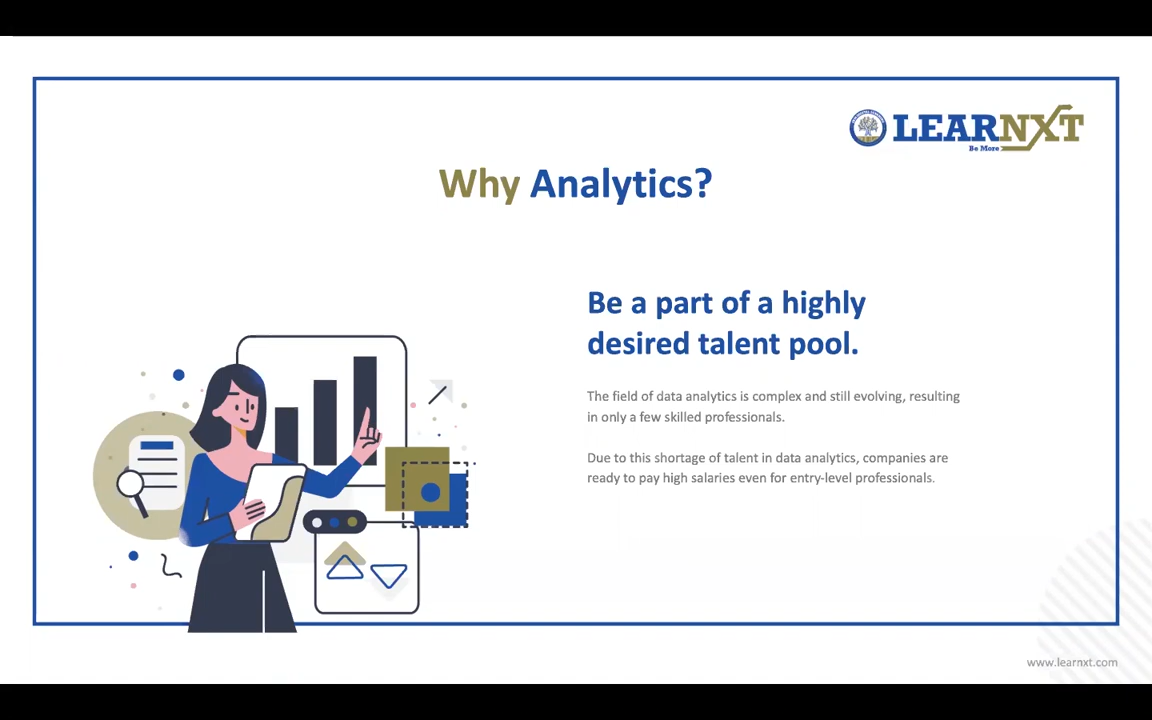 LEARNXT
Be More
Why Analytics?
Be a part of a highly
desired talent pool.
The field of data analytics is complex and still evolving, resulting
in only a few skilled professionals.
Due to this shortage of talent in data analytics, companies are
ready to pay high salaries even for entry-level professionals.
www.learnxt.com